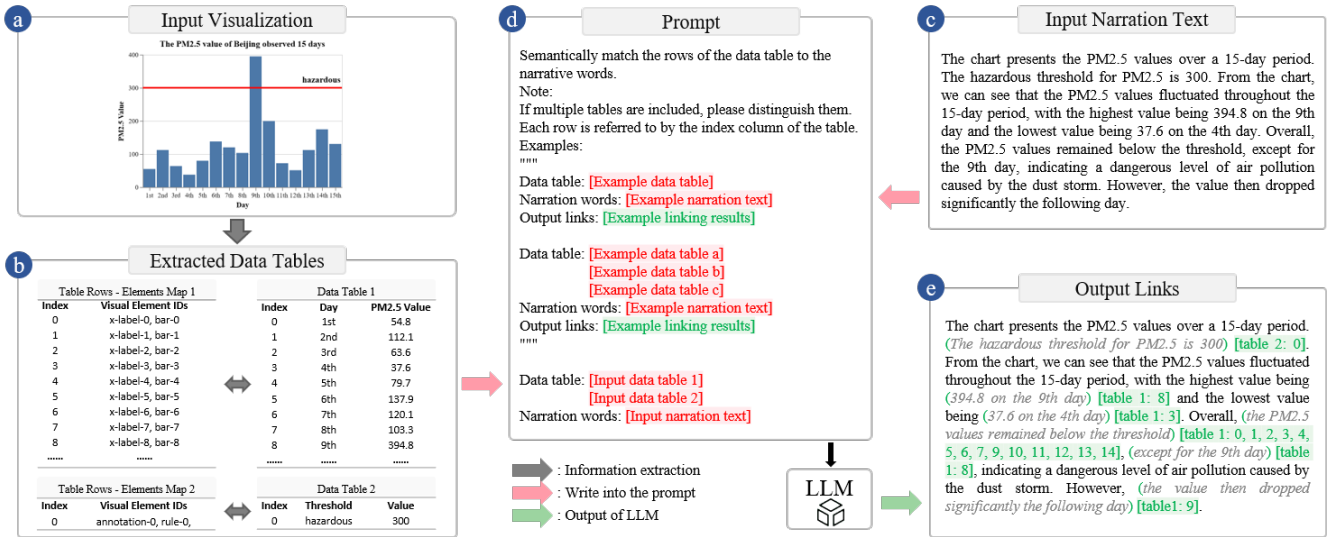 a
Input Visualization
The PM2.5 value of Beijing observed 15 days
400
300
200
100
0
PM2.5 Value
hazardous
1st 2nd 3rd 4th 5th 6th 7th 8th 9th 10th 11th 12th 13th 14th 15th
Day
b
Extracted Data Tables
Table Rows - Elements Map 1
Index Visual Element IDs
0 x-label-0, bar-0
1 x-label-1, bar-1
2 x-label-2, bar-2
3 x-label-3, bar-3
4 x-label-4, bar-4
5 x-label-5, bar-5
6 x-label-6, bar-6
7 x-label-7, bar-7
8 x-label-8, bar-8
...... ......
Data Table 1
Index Day PM2.5 Value
0 1st 54.8
1 2nd 112.1
2 3rd 63.6
3 4th 37.6
4 5th 79.7
5 6th 137.9
6 7th 120.1
7 8th 103.3
8 9th 394.8
...... ...... ......
Table Rows - Elements Map 2
Index Visual Element IDs
0 annotation-0, rule-0,
Data Table 2
Index Threshold Value
0 hazardous 300
d
Prompt
Semantically match the rows of the data table to the
narrative words.
Note:
If multiple tables are included, please distinguish them.
Each row is referred to by the index column of the table.
Examples:
"""
Data table: [Example data table]
Narration words: [Example narration text]
Output links: [Example linking results]
Data table: [Example data table a]
[Example data table b]
[Example data table c]
Narration words: [Example narration text]
Output links: [Example linking results]
"""
Data table: [Input data table 1]
[Input data table 2]
Narration words: [Input narration text]
: Information extraction
: Write into the prompt
: Output of LLM
LLM
c
Input Narration Text
The chart presents the PM2.5 values over a 15-day period.
The hazardous threshold for PM2.5 is 300. From the chart,
we can see that the PM2.5 values fluctuated throughout the
15-day period, with the highest value being 394.8 on the 9th
day and the lowest value being 37.6 on the 4th day. Overall,
the PM2.5 values remained below the threshold, except for
the 9th day, indicating a dangerous level of air pollution
caused by the dust storm. However, the value then dropped
significantly the following day.
e
Output Links
The chart presents the PM2.5 values over a 15-day period.
(The hazardous threshold for PM2.5 is 300) [table 2: 0].
From the chart, we can see that the PM2.5 values fluctuated
throughout the 15-day period, with the highest value being
(394.8 on the 9th day) [table 1: 8] and the lowest value
being (37.6 on the 4th day) [table 1: 3]. Overall, (the PM2.5
values remained below the threshold) [table 1: 0, 1, 2, 3, 4,
5, 6, 7, 9, 10, 11, 12, 13, 14], (except for the 9th day) [table
1: 8], indicating a dangerous level of air pollution caused by
the dust storm. However, (the value then dropped
significantly the following day) [table1: 9].